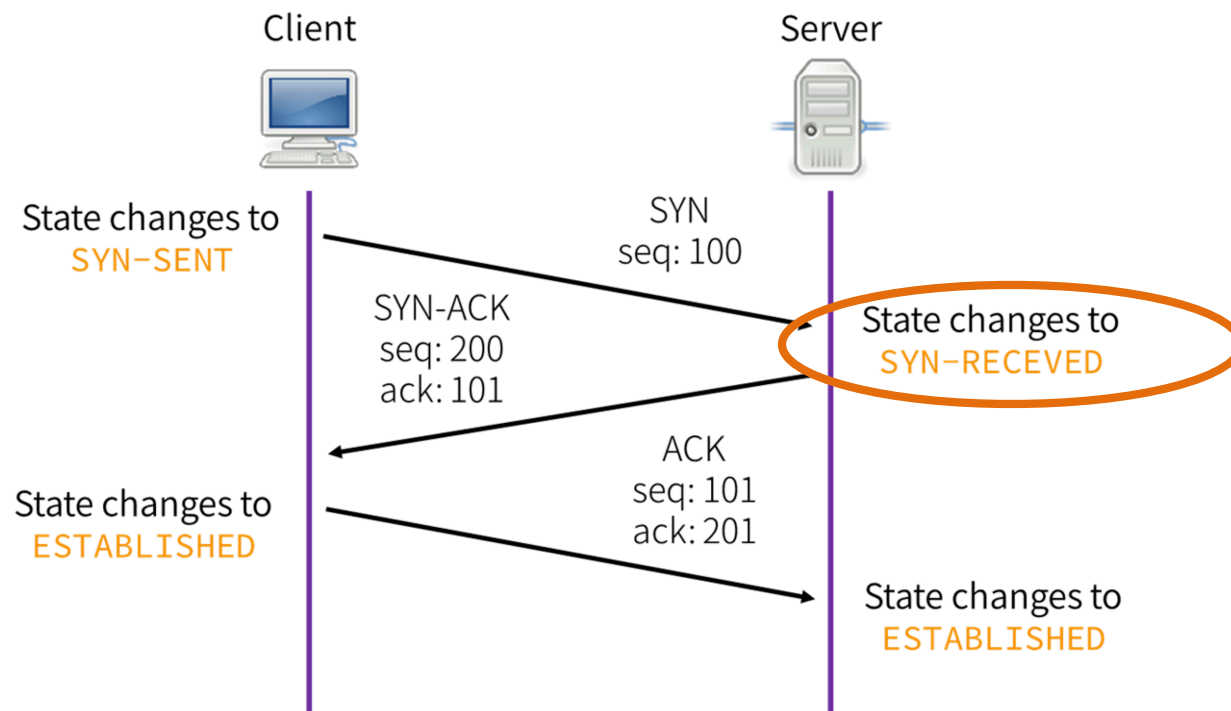 Client
Server
State changes to
SYN-SENT
SYN
seq: 100
SYN-ACK
seq: 200
ack: 101
State changes to
SYN-RECEVED
ACK
seq: 101
ack: 201
State changes to
ESTABLISHED
State changes to
ESTABLISHED